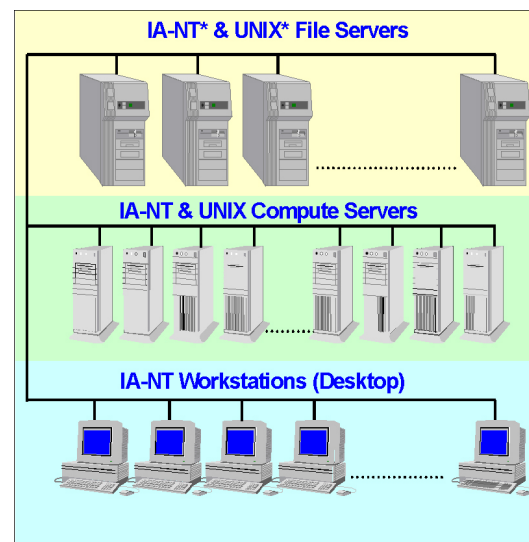 IA-NT* & UNIX* File Servers
IA-NT & UNIX Compute Servers
IA-NT Workstations (Desktop)